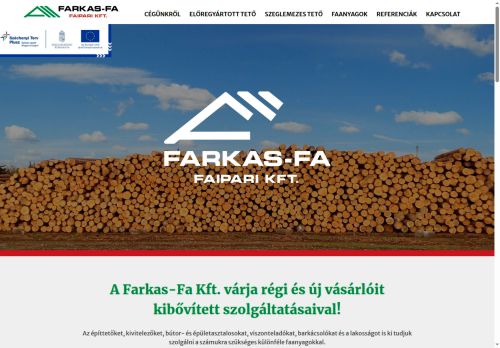 FARKAS-FA
FAIPARI KFT.
CÉGÜNKRŐL ELŐREGYÁRTOTT TETŐ SZEGLEMEZES TETŐ FAANYAGOK REFERENCIÁK KAPCSOLAT
Széchenyi Terv
Plusz
FARKAS-FA
FAIPARI KFT.
A Farkas-Fa Kft. várja régi és új vásárlóit
kibővített szolgáltatásaival!
Az építtetőket, kivitelezőket, bútor- és épületasztalosokat, viszonteladókat, barkácsolókat és a lakosságot is ki tudjuk
szolgálni a számukra szükséges különféle faanyagokkal.